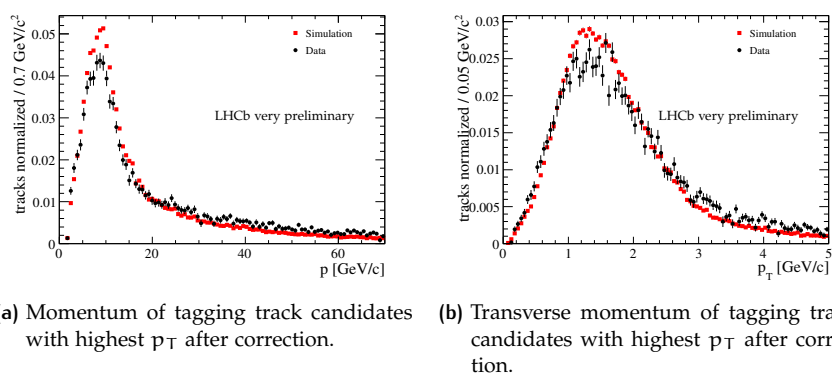 tracks normalized / 0.7 GeV/c²
0.05
0.04
0.03
0.02
0.01
0
Simulation
Data
LHCb very preliminary
0
20
40
60
p [GeV/c]
tracks normalized / 0.05 GeV/c²
0.03
0.025
0.02
0.015
0.01
0.005
0
Simulation
Data
LHCb very preliminary
0
1
2
3
4
5
p_T [GeV/c]
a) Momentum of tagging track candidates
with highest p_T after correction.
(b) Transverse momentum of tagging tra
candidates with highest p_T after corr
tion.